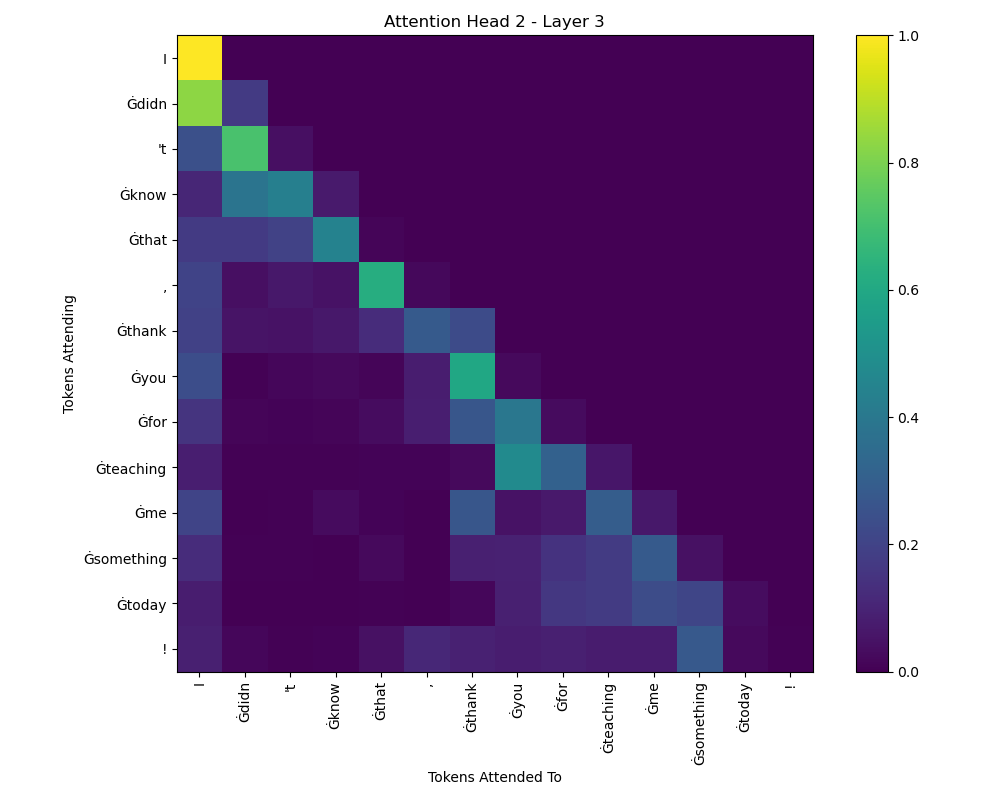 Attention Head 2 - Layer 3
Tokens Attending
I
Ġdidn
't
Ġknow
Ġthat
,
Ġthank
Ġyou
Ġfor
Ġteaching
Ġme
Ġsomething
Ġtoday
!
I
Ġdidn
't
Ġknow
Ġthat
,
Ġthank
Ġyou
Ġfor
Ġteaching
Ġme
Ġsomething
Ġtoday
!
Tokens Attended To
1.0
0.8
0.6
0.4
0.2
0.0